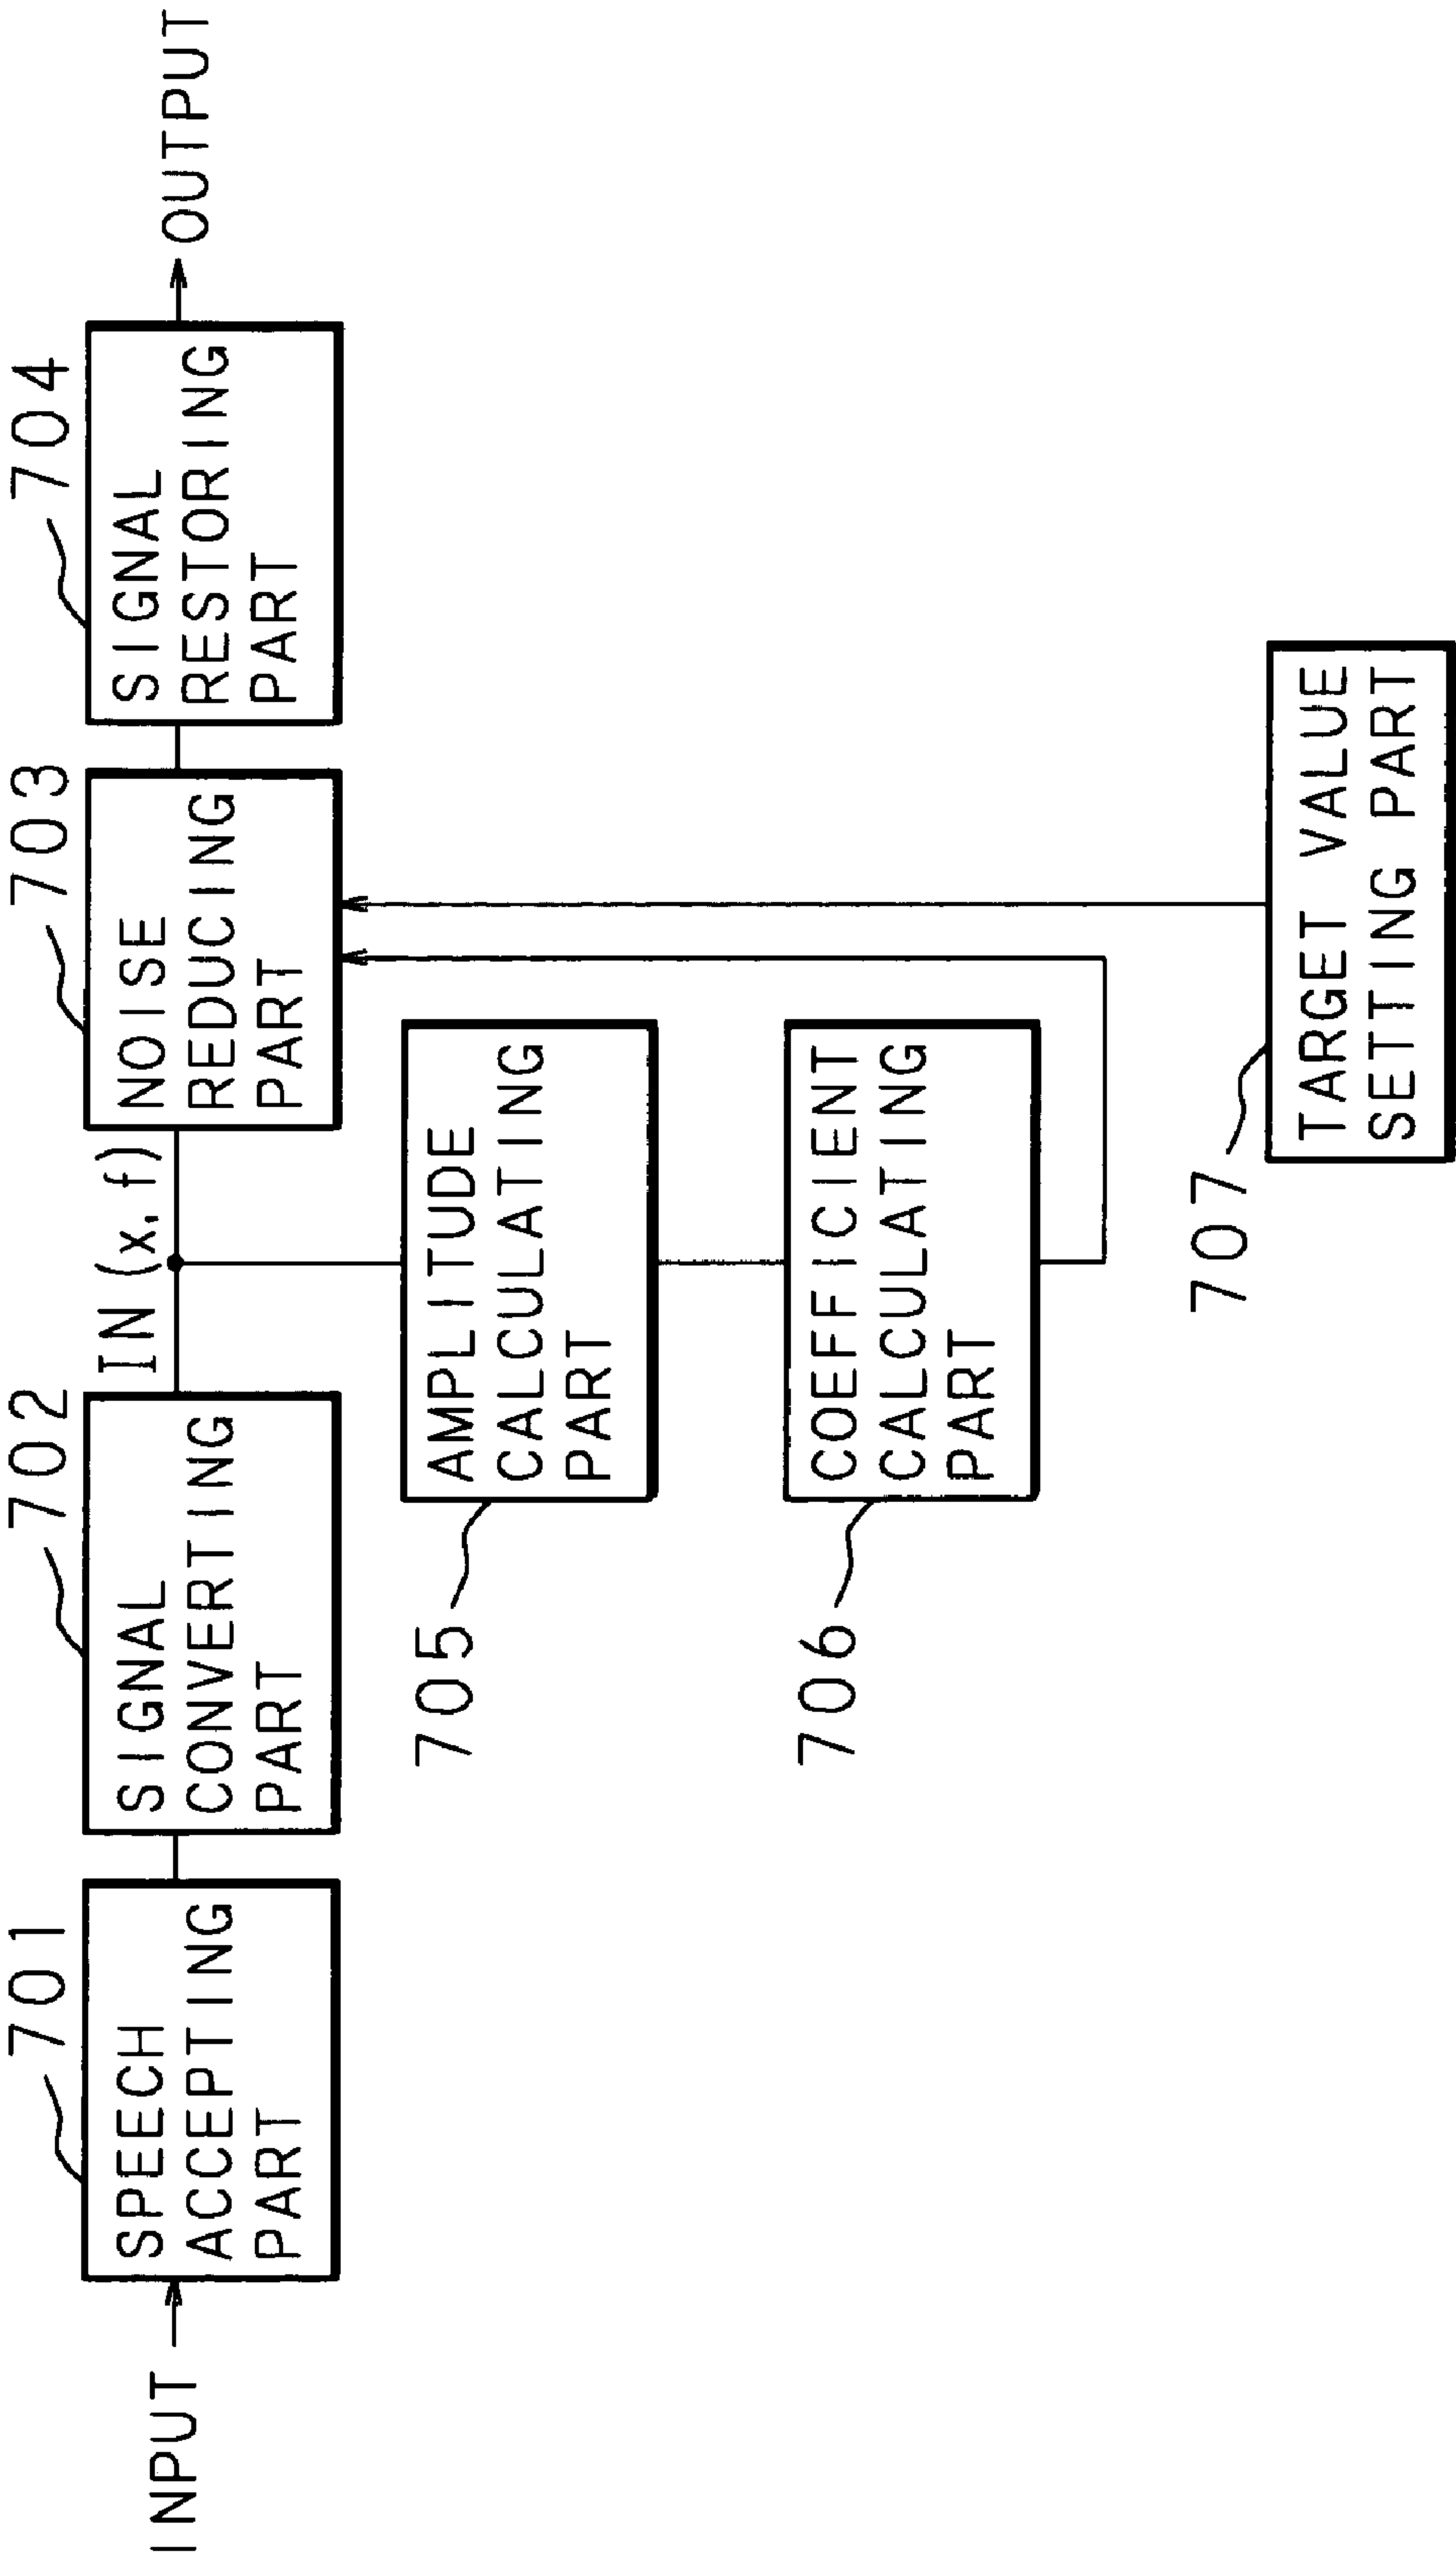 INPUT
701
SPEECH
ACCEPTING
PART
702
SIGNAL
CONVERTING
PART
IN (x, f)
703
NOISE
REDUCING
PART
704
SIGNAL
RESTORING
PART
OUTPUT
705
AMPLITUDE
CALCULATING
PART
706
COEFFICIENT
CALCULATING
PART
707
TARGET VALUE
SETTING PART